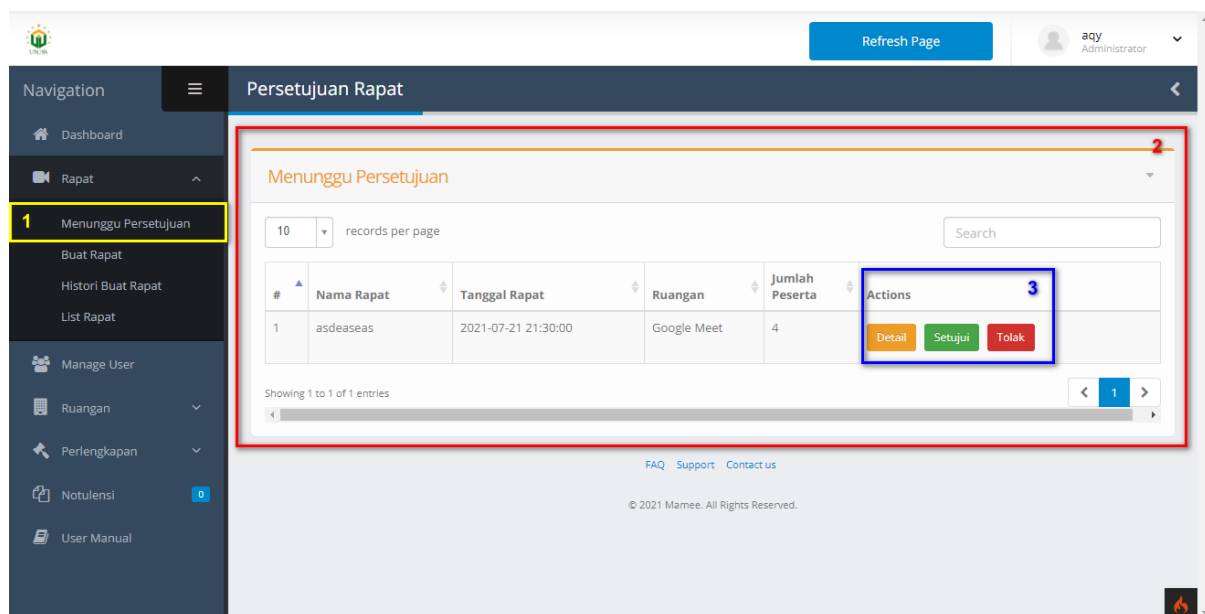 UNUJA
Refresh Page
aqy
Administrator
Navigation
Persetujuan Rapat
Dashboard
Rapat
1 Menunggu Persetujuan
Buat Rapat
Histori Buat Rapat
List Rapat
Manage User
Ruangan
Perlengkapan
Notulensi 0
User Manual
2
Menunggu Persetujuan
10 records per page
Search
# Nama Rapat Tanggal Rapat Ruangan Jumlah Peserta Actions 3
1 asdeaseas 2021-07-21 21:30:00 Google Meet 4 Detail Setujui Tolak
Showing 1 to 1 of 1 entries
1
FAQ Support Contact us
© 2021 Mamee. All Rights Reserved.